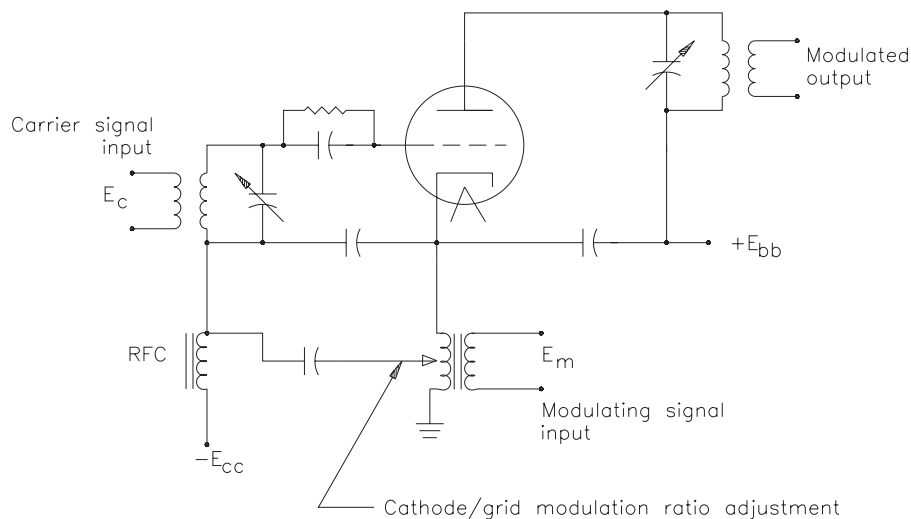 Carrier signal
input
E_c
Modulated
output
+E_bb
RFC
E_m
Modulating signal
input
-E_cc
Cathode/grid modulation ratio adjustment